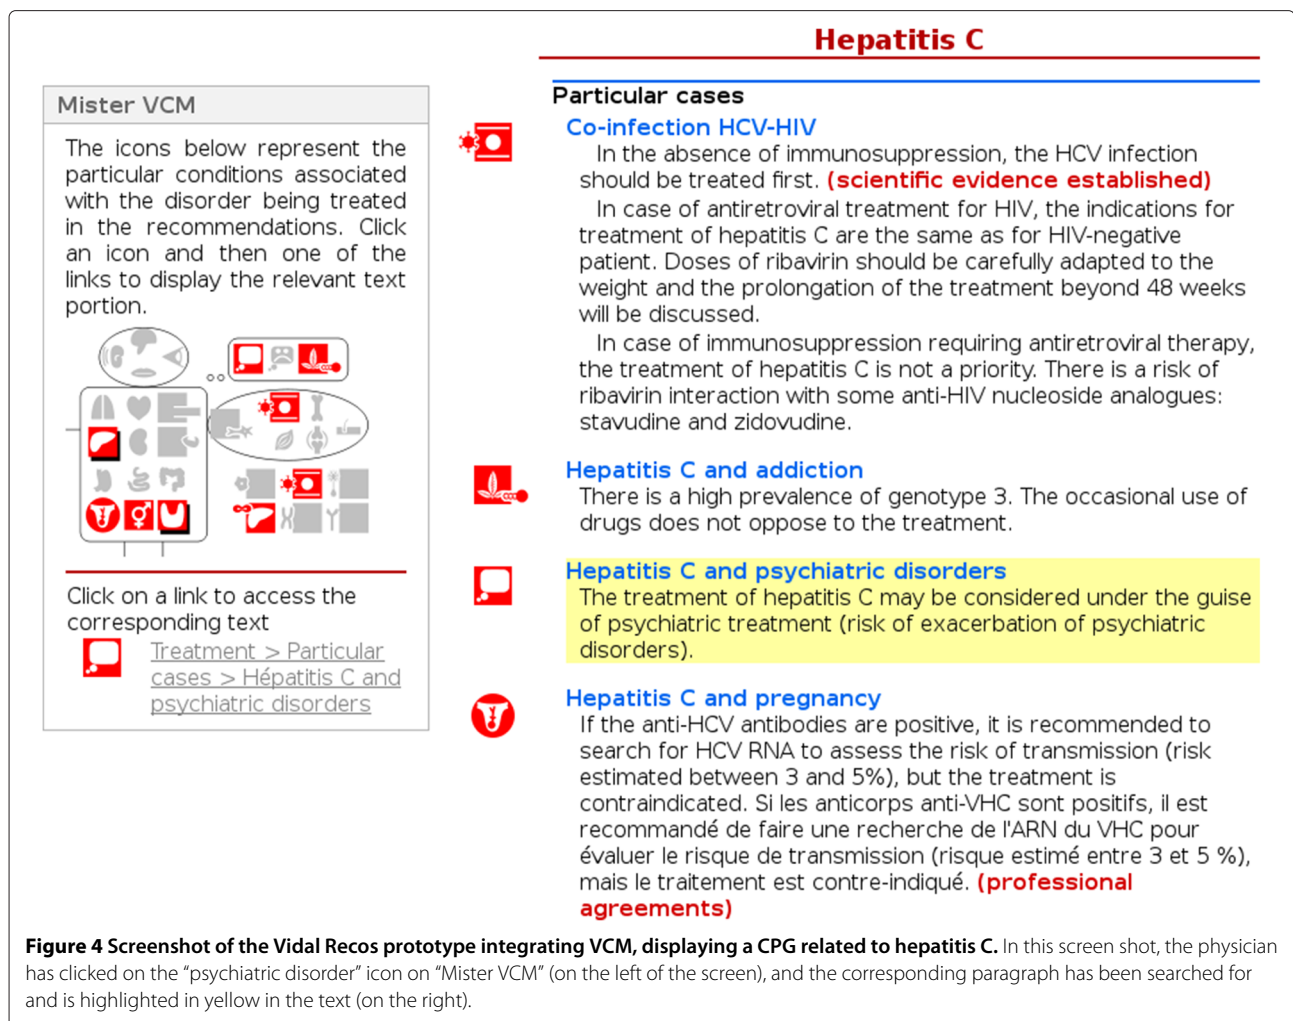 Hepatitis C
Mister VCM
The icons below represent the
particular conditions associated
with the disorder being treated
in the recommendations. Click
an icon and then one of the
links to display the relevant text
portion.
Click on a link to access the
corresponding text
Treatment > Particular
cases > Hépatitis C and
psychiatric disorders
Particular cases
Co-infection HCV-HIV
In the absence of immunosuppression, the HCV infection
should be treated first. (scientific evidence established)
In case of antiretroviral treatment for HIV, the indications for
treatment of hepatitis C are the same as for HIV-negative
patient. Doses of ribavirin should be carefully adapted to the
weight and the prolongation of the treatment beyond 48 weeks
will be discussed.
In case of immunosuppression requiring antiretroviral therapy,
the treatment of hepatitis C is not a priority. There is a risk of
ribavirin interaction with some anti-HIV nucleoside analogues:
stavudine and zidovudine.
Hepatitis C and addiction
There is a high prevalence of genotype 3. The occasional use of
drugs does not oppose to the treatment.
Hepatitis C and psychiatric disorders
The treatment of hepatitis C may be considered under the guise
of psychiatric treatment (risk of exacerbation of psychiatric
disorders).
Hepatitis C and pregnancy
If the anti-HCV antibodies are positive, it is recommended to
search for HCV RNA to assess the risk of transmission (risk
estimated between 3 and 5%), but the treatment is
contraindicated. Si les anticorps anti-VHC sont positifs, il est
recommandé de faire une recherche de l'ARN du VHC pour
évaluer le risque de transmission (risque estimé entre 3 et 5 %),
mais le traitement est contre-indiqué. (professional
agreements)
Figure 4 Screenshot of the Vidal Recos prototype integrating VCM, displaying a CPG related to hepatitis C. In this screen shot, the physician
has clicked on the “psychiatric disorder” icon on “Mister VCM” (on the left of the screen), and the corresponding paragraph has been searched for
and is highlighted in yellow in the text (on the right).